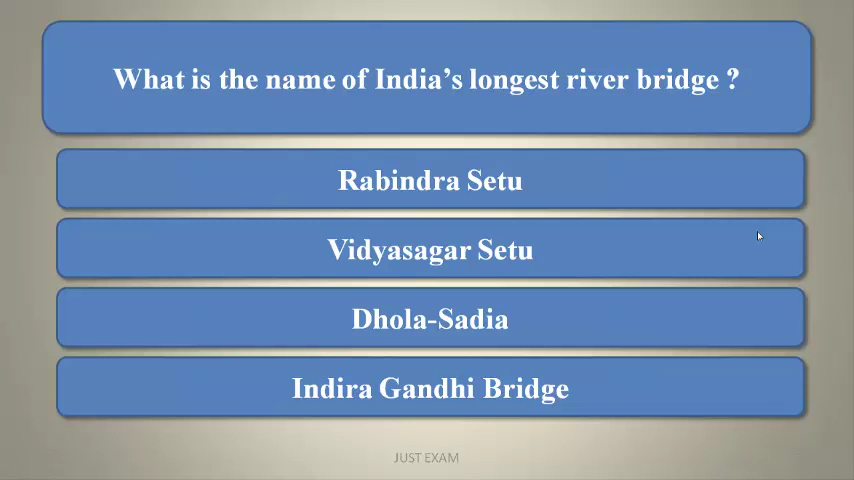 What is the name of India’s longest river bridge ?
Rabindra Setu
Vidyasagar Setu
Dhola-Sadia
Indira Gandhi Bridge
JUST EXAM